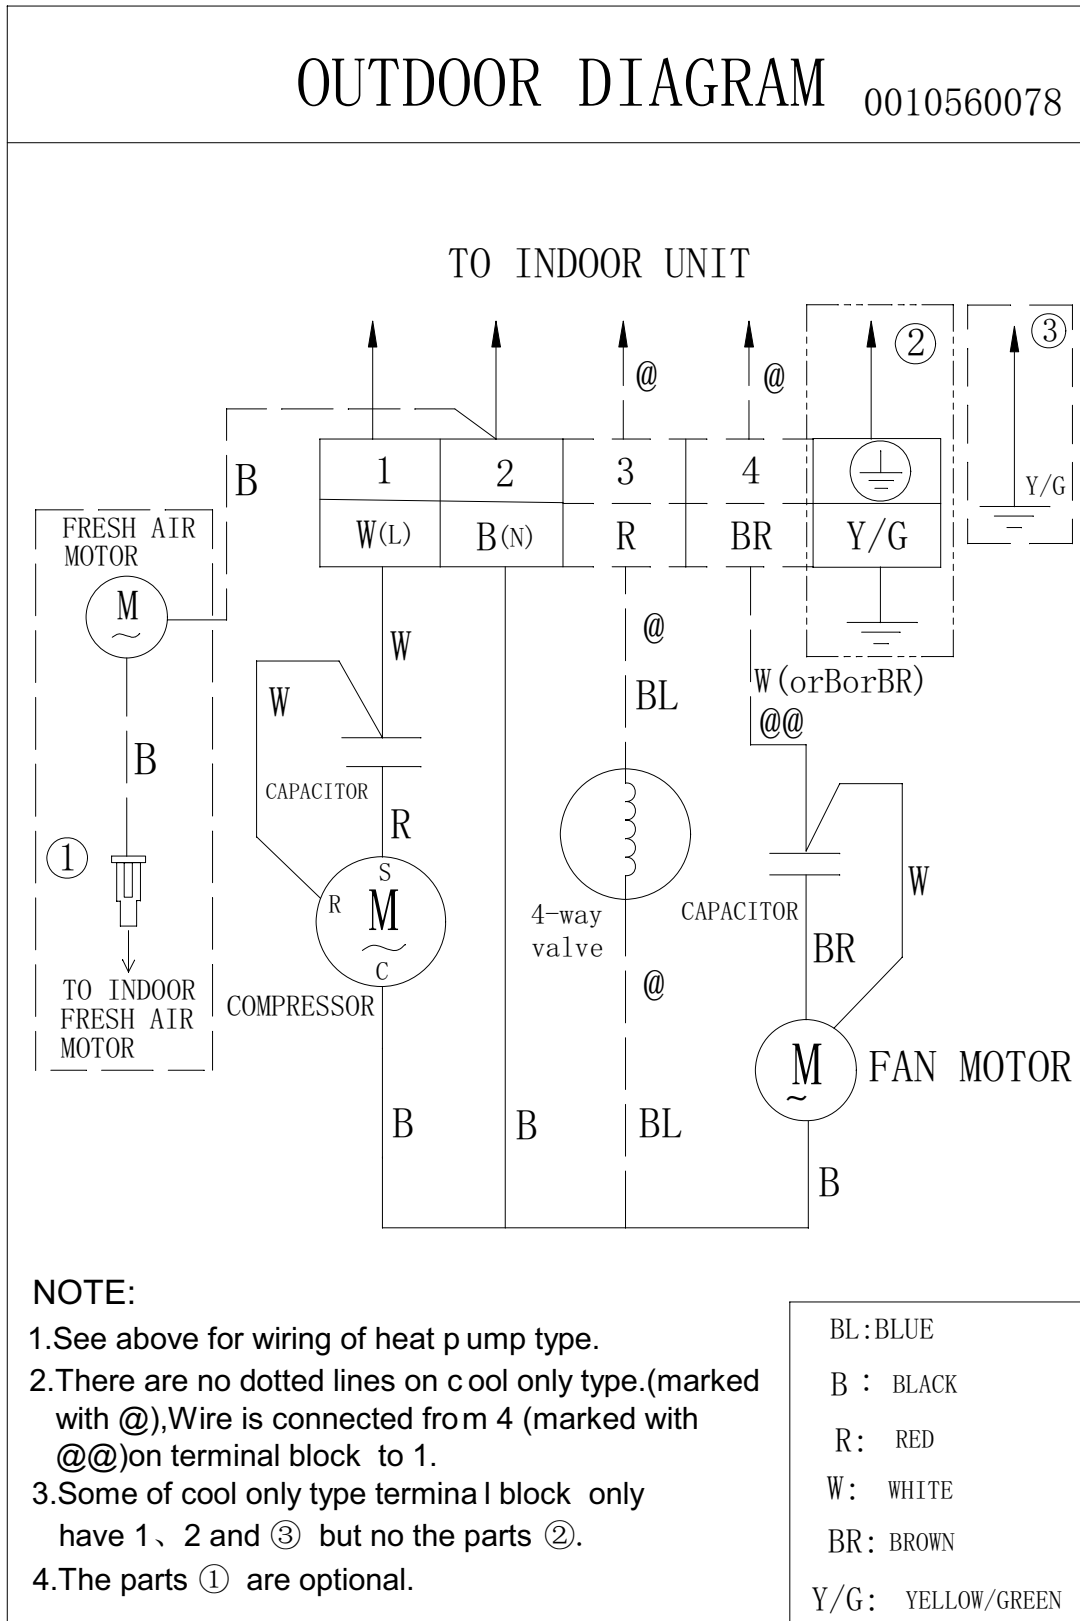 OUTDOOR DIAGRAM 0010560078
TO INDOOR UNIT
② ③
@ @
B
1 2 3 4
Y/G
W(L) B(N) R BR Y/G
FRESH AIR
MOTOR
M
~
@
W
W(orBorBR)
W
BL
@@
B
CAPACITOR
R
①
S
R M
~
C
4-way
valve
CAPACITOR
W
BR
@
TO INDOOR
FRESH AIR
MOTOR
COMPRESSOR
M
~
FAN MOTOR
B B BL
B
NOTE:
1.See above for wiring of heat p ump type.
2.There are no dotted lines on c ool only type.(marked
with @),Wire is connected from 4 (marked with
@@)on terminal block to 1.
3.Some of cool only type termina l block only
have 1、2 and ③ but no the parts ②.
4.The parts ① are optional.
BL:BLUE
B : BLACK
R: RED
W: WHITE
BR: BROWN
Y/G: YELLOW/GREEN